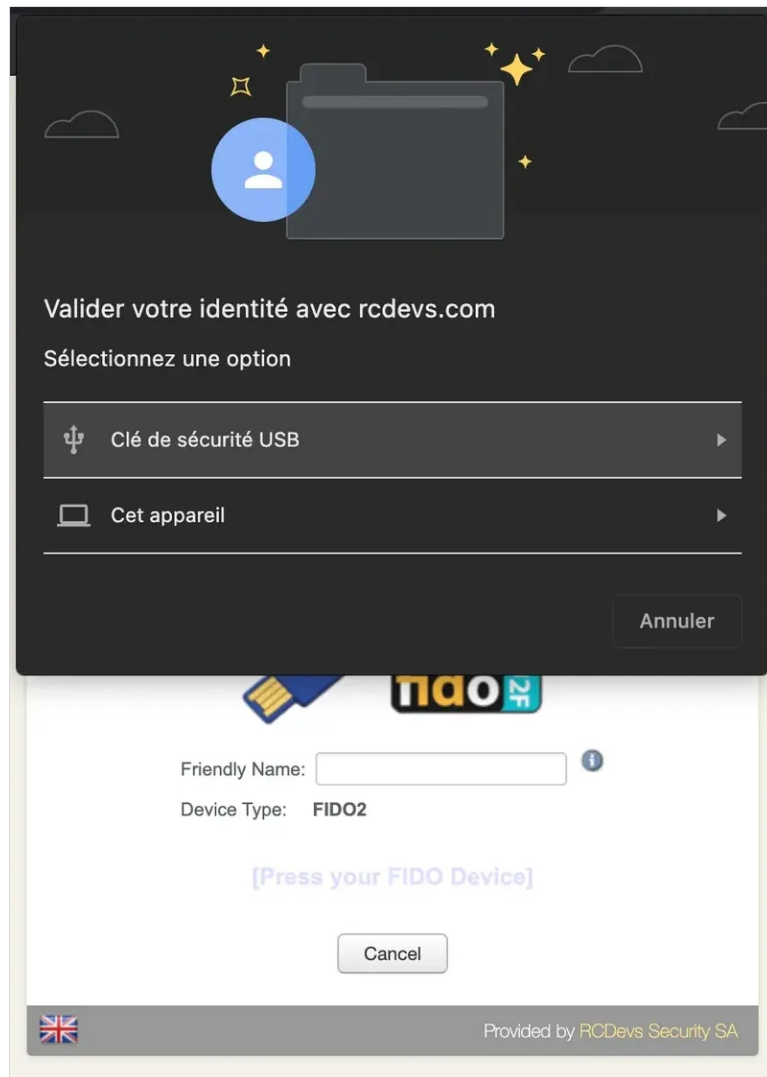 Valider votre identité avec rcdevs.com
Sélectionnez une option
Clé de sécurité USB
Cet appareil
Annuler
fido 2F
Friendly Name:
Device Type: FIDO2
[Press your FIDO Device]
Cancel
Provided by RCDevs Security SA